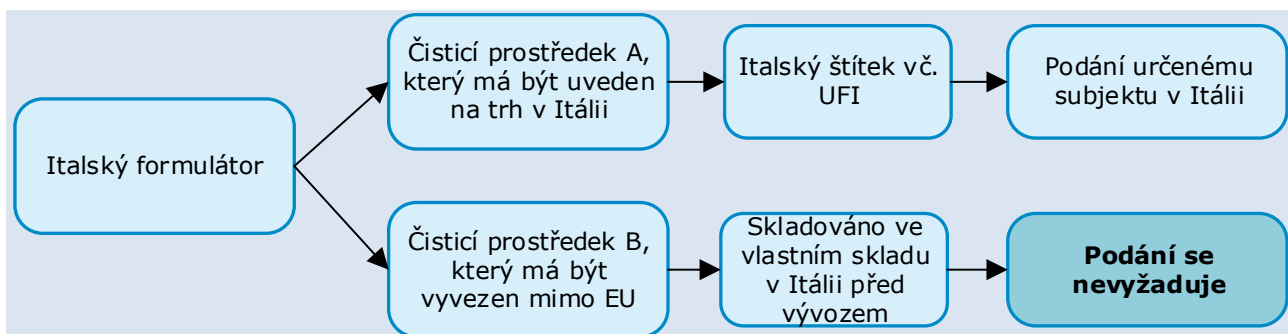 Italský formulátor
Čisticí prostředek A,
který má být uveden
na trh v Itálii
Italský štítek vč.
UFI
Podání určenému
subjektu v Itálii
Čisticí prostředek B,
který má být
vyvezen mimo EU
Skladováno ve
vlastním skladu
v Itálii před
vývozem
Podání se
nevyžaduje